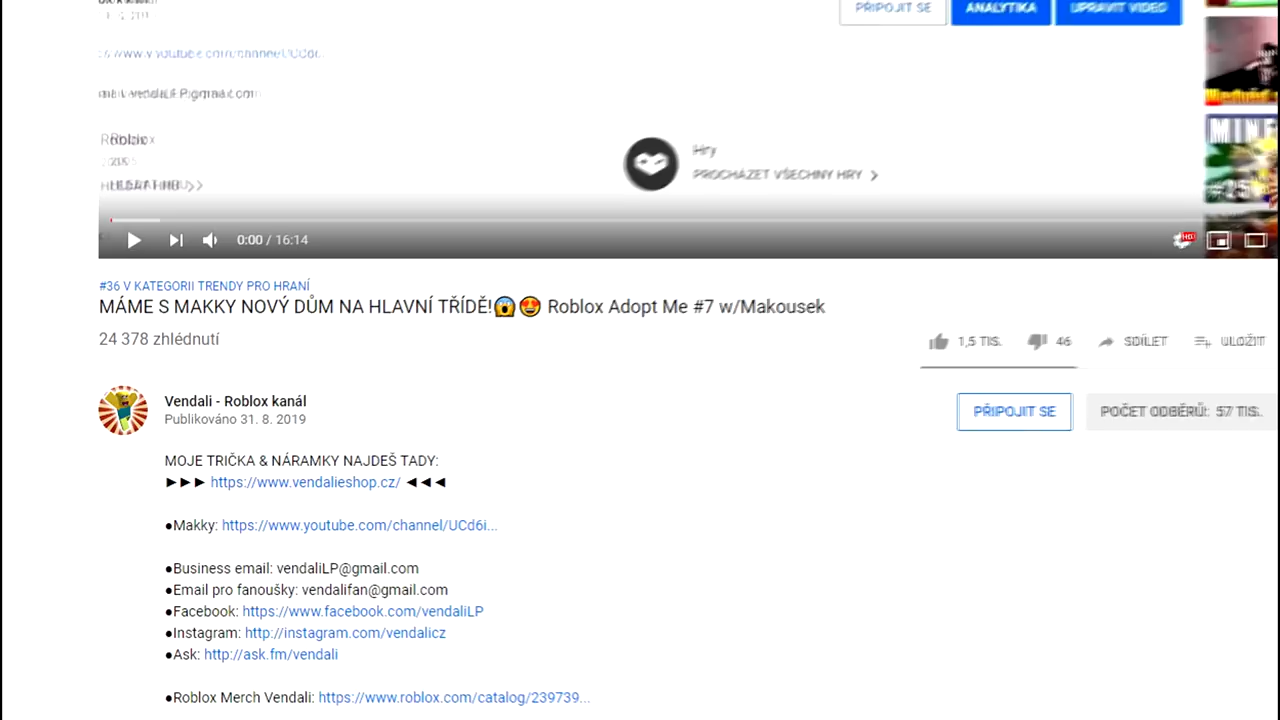 PŘIPOJIT SE
ANALYTIKA
UPRAVIT VIDEO
Roblox
Hry
PROCHÁZET VŠECHNY HRY
0:00 / 16:14
HD
#36 V KATEGORII TRENDY PRO HRANÍ
MÁME S MAKKY NOVÝ DŮM NA HLAVNÍ TŘÍDĚ!😱😍 Roblox Adopt Me #7 w/Makousek
24 378 zhlédnutí
1,5 TIS.
46
SDÍLET
ULOŽIT
Vendali - Roblox kanál
Publikováno 31. 8. 2019
PŘIPOJIT SE
POČET ODBĚRŮ: 57 TIS.
MOJE TRIČKA & NÁRAMKY NAJDEŠ TADY:
►►► https://www.vendalieshop.cz/ ◄◄◄
●Makky: https://www.youtube.com/channel/UCd6i...
●Business email: vendaliLP@gmail.com
●Email pro fanoušky: vendalifan@gmail.com
●Facebook: https://www.facebook.com/vendaliLP
●Instagram: http://instagram.com/vendalicz
●Ask: http://ask.fm/vendali
●Roblox Merch Vendali: https://www.roblox.com/catalog/239739...